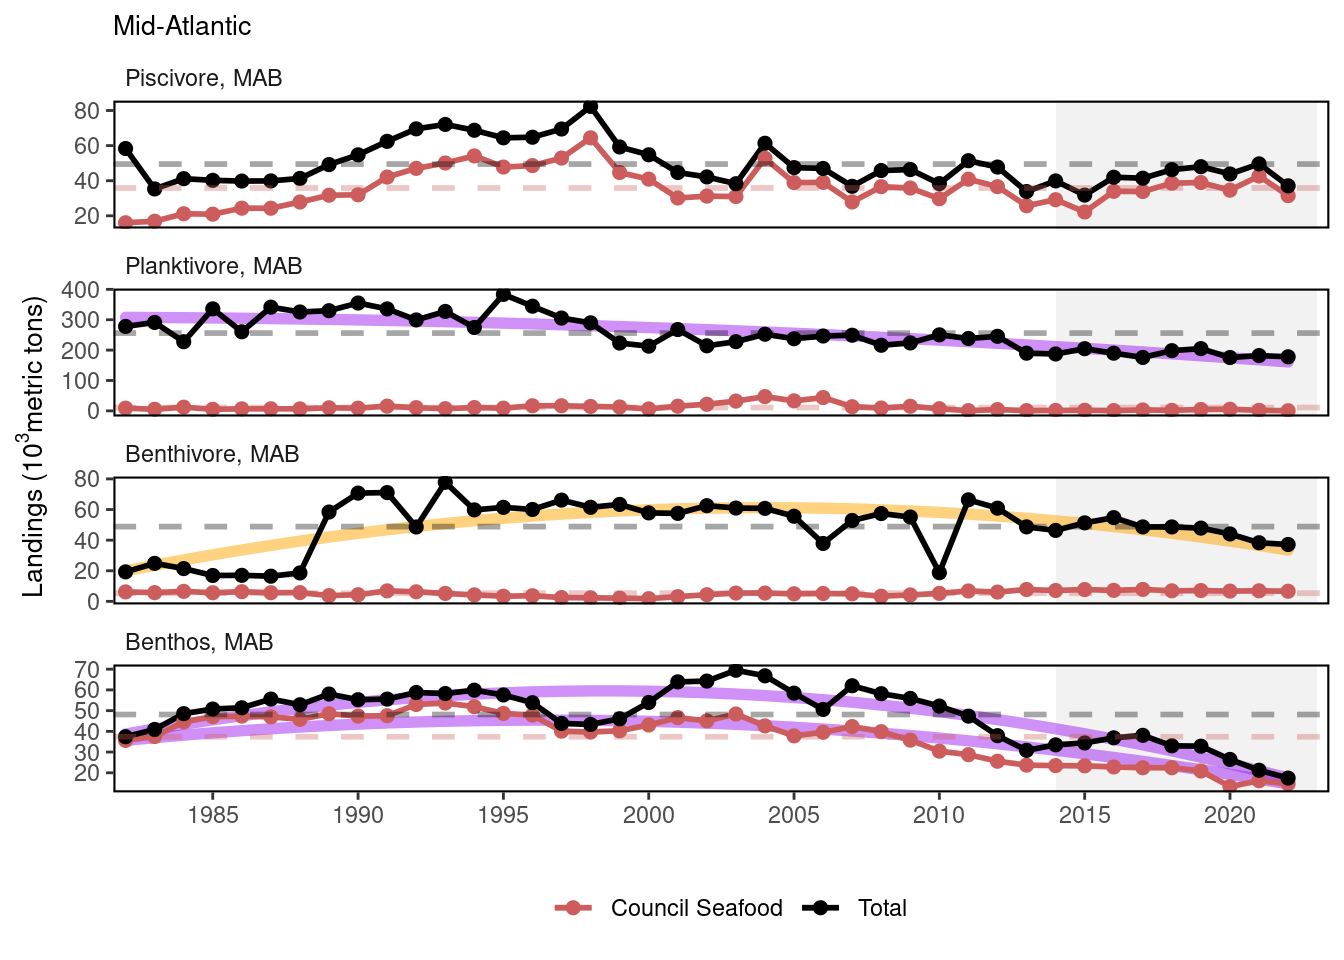 Mid-Atlantic
Piscivore, MAB
80
60
40
20
Planktivore, MAB
400
300
200
100
0
Landings (10³metric tons)
Benthivore, MAB
80
60
40
20
0
Benthos, MAB
70
60
50
40
30
20
1985 1990 1995 2000 2005 2010 2015 2020
Council Seafood Total